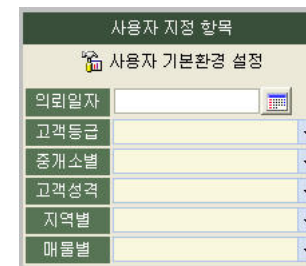 사용자 지정 항목
사용자 기본환경 설정
의뢰일자
고객등급
중개소별
고객성격
지역별
매물별